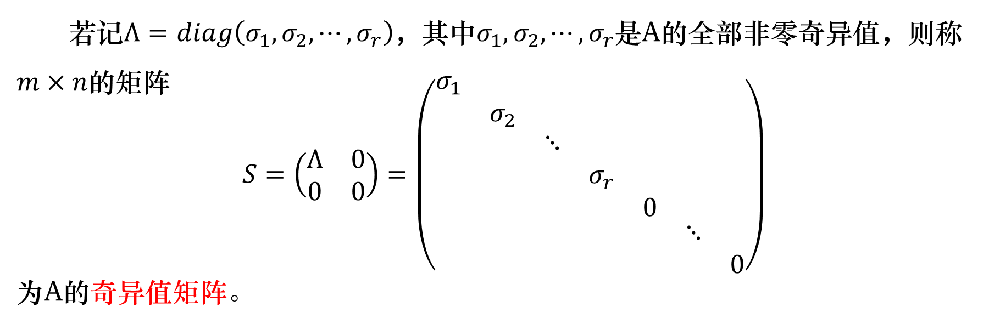 若记Λ = diag(σ₁, σ₂, ⋯ , σᵣ)，其中σ₁, σ₂, ⋯ , σᵣ是A的全部非零奇异值，则称
m × n的矩阵
S = (Λ 0
0 0) = (σ₁
σ₂
⋱
σᵣ
0
⋱
0)
为A的奇异值矩阵。